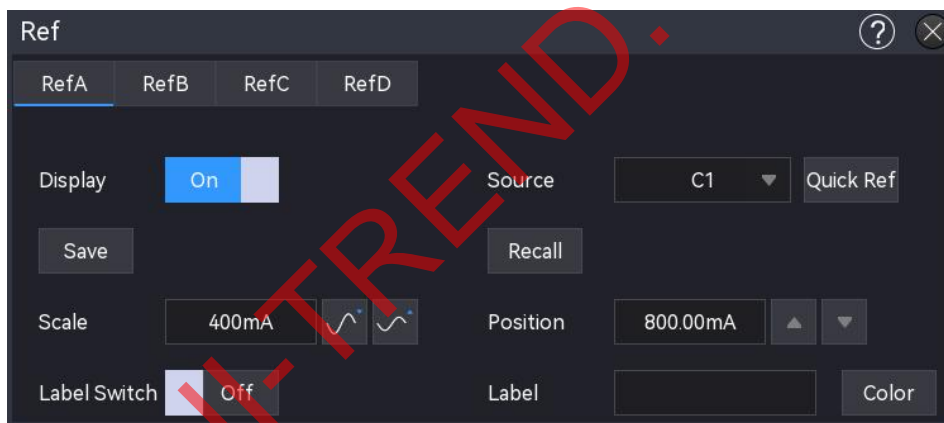 Ref ?
RefA RefB RefC RefD
Display On Source C1 Quick Ref
Save Recall
Scale 400mA Position 800.00mA
Label Switch Off Label Color
I-TREND.